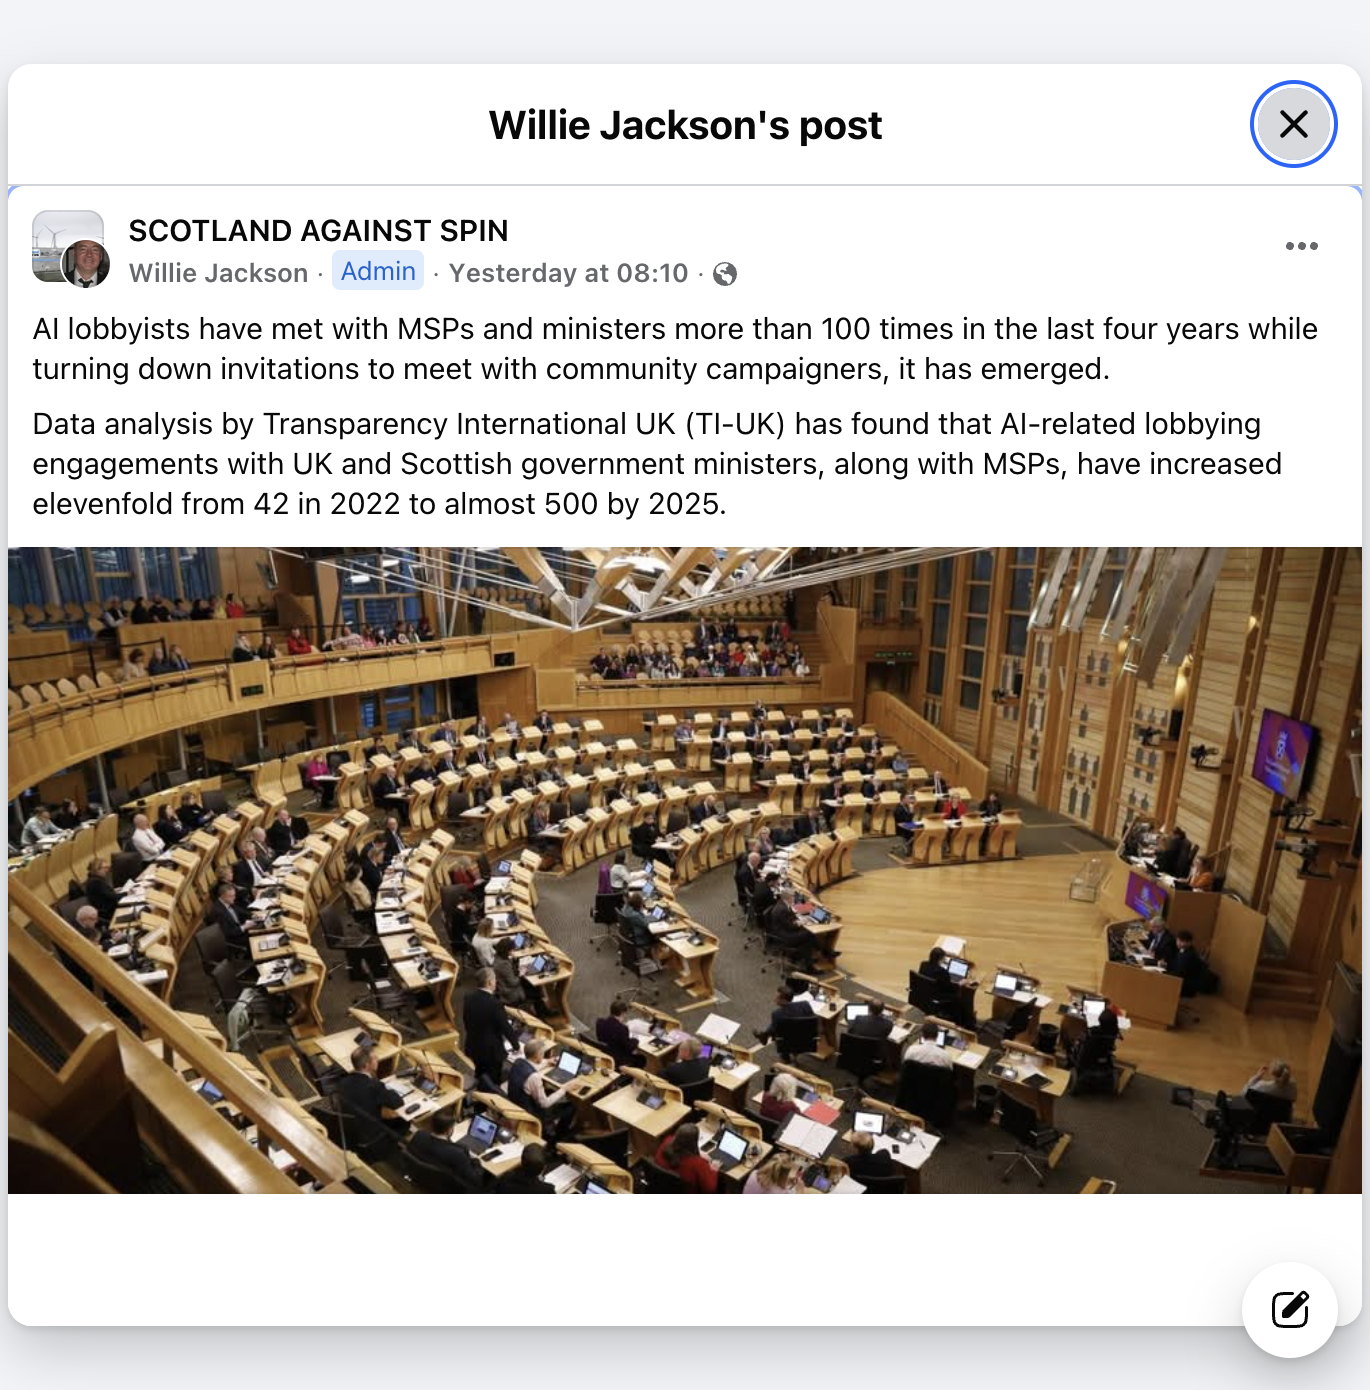 Willie Jackson's post
SCOTLAND AGAINST SPIN
Willie Jackson · Admin · Yesterday at 08:10 ·
AI lobbyists have met with MSPs and ministers more than 100 times in the last four years while
turning down invitations to meet with community campaigners, it has emerged.
Data analysis by Transparency International UK (TI-UK) has found that AI-related lobbying
engagements with UK and Scottish government ministers, along with MSPs, have increased
elevenfold from 42 in 2022 to almost 500 by 2025.